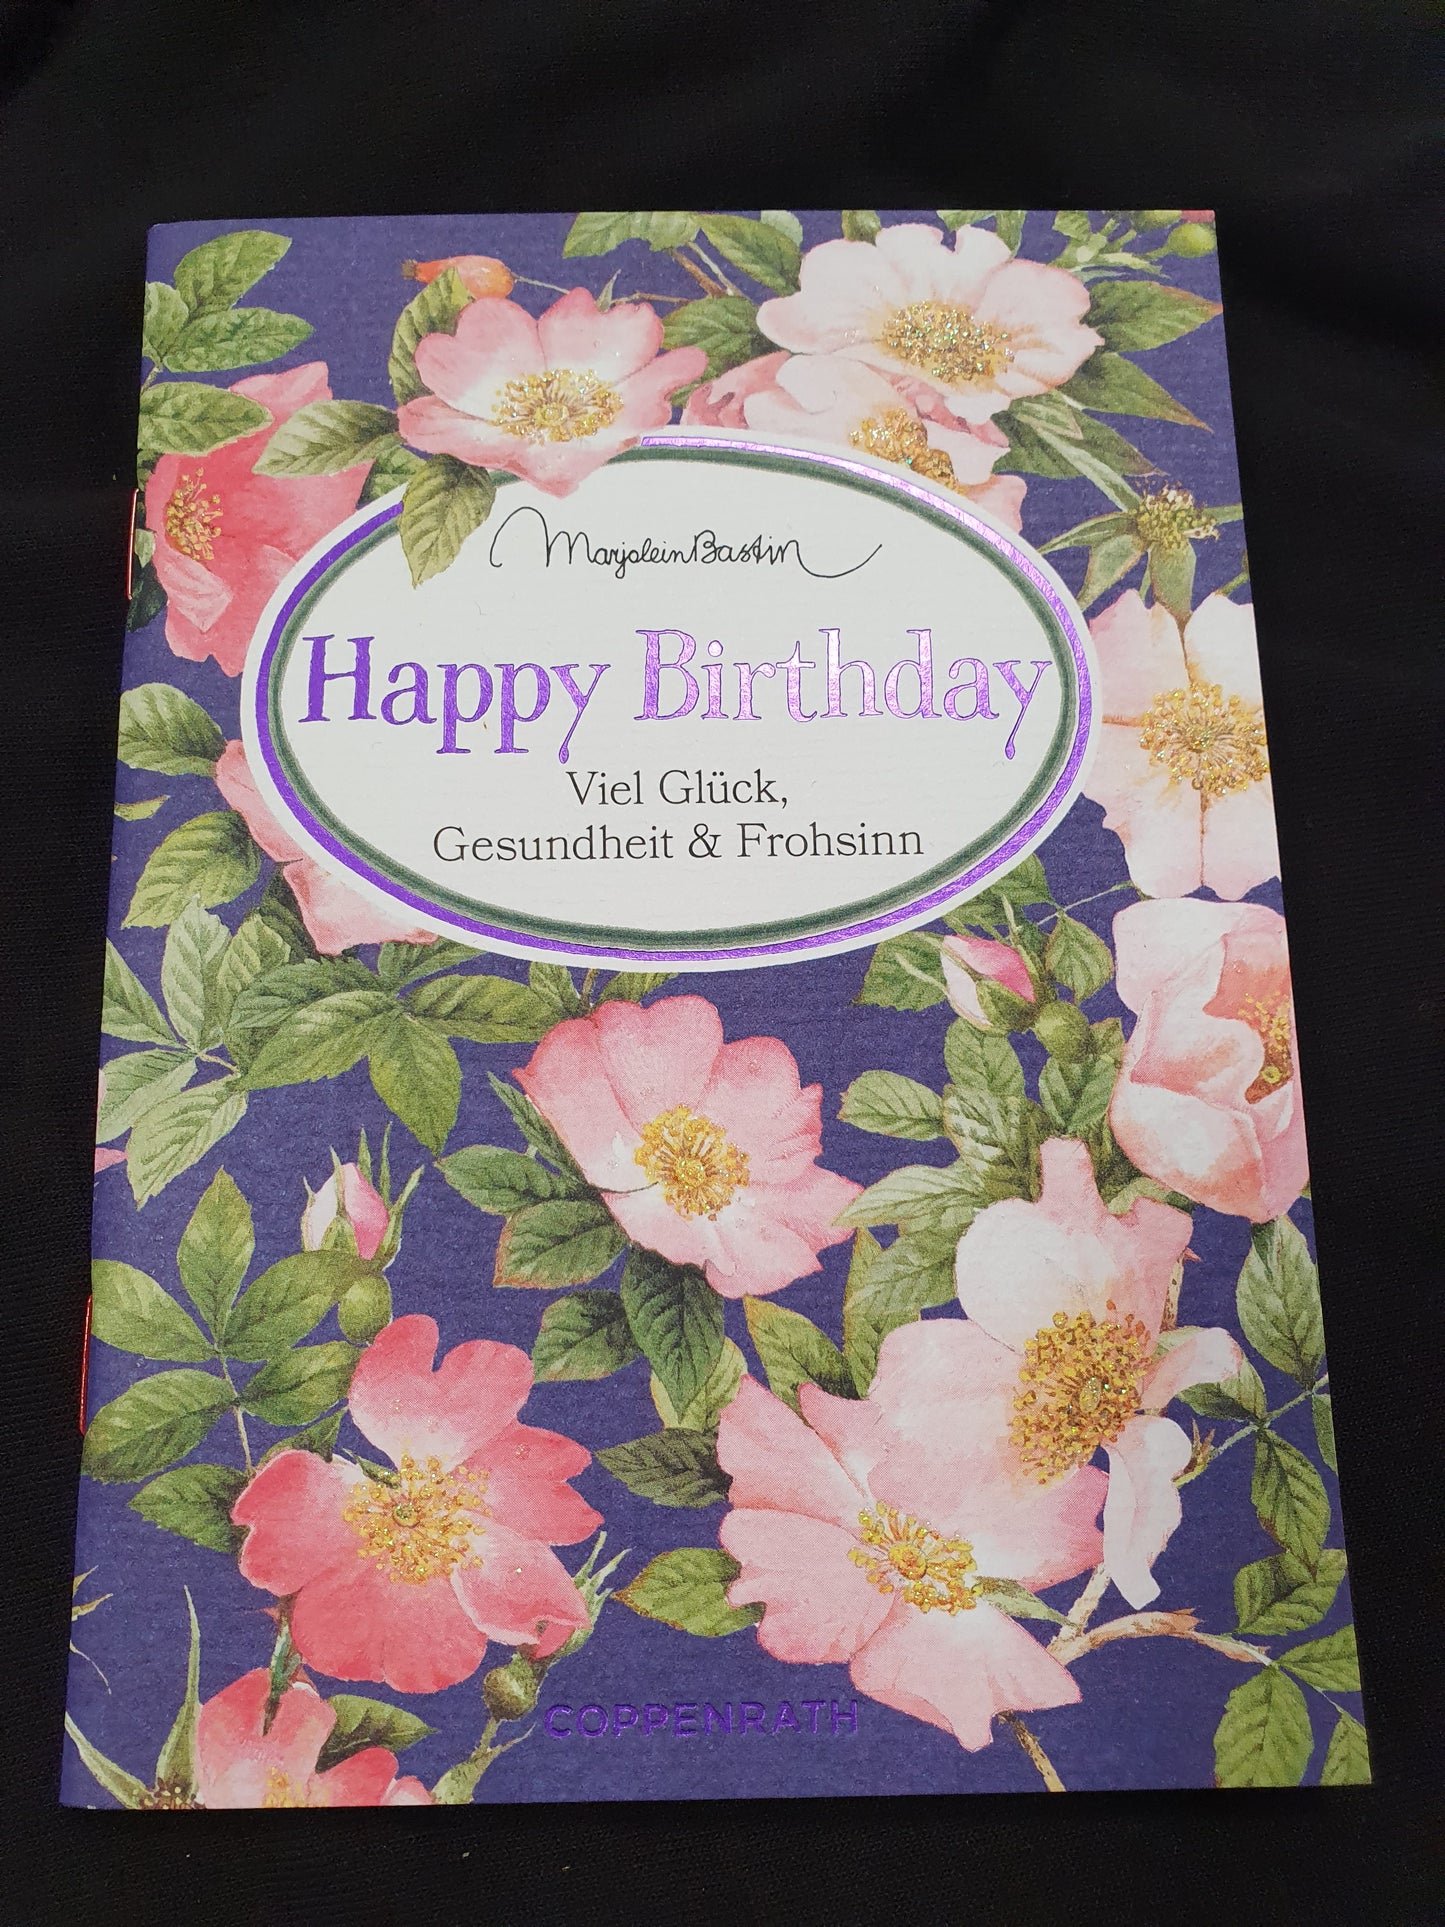 Marjolein Bastin
Happy Birthday
Viel Glück,
Gesundheit & Frohsinn
COPPENRATH